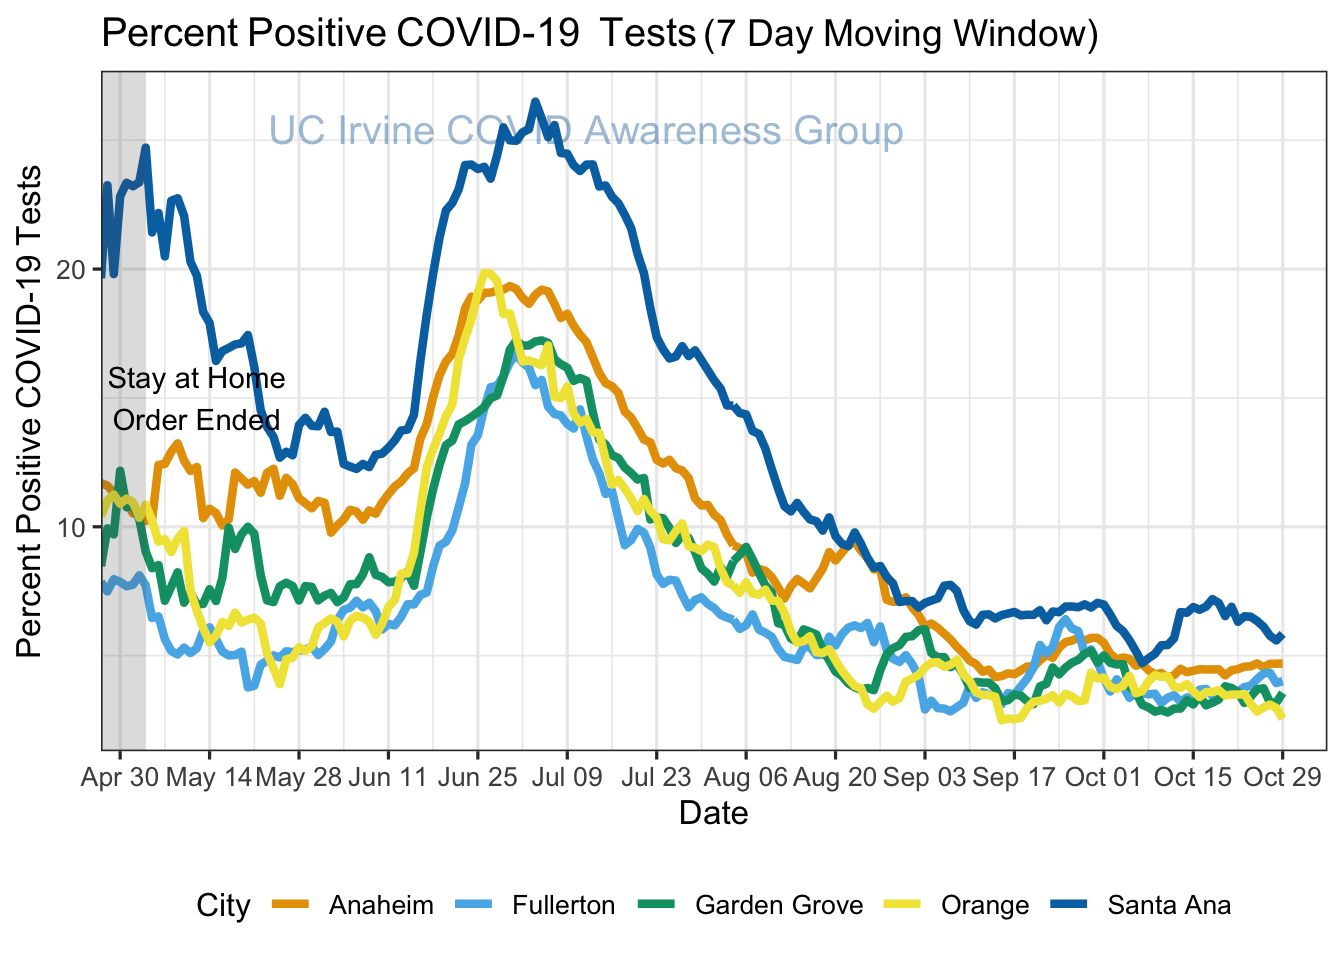 Percent Positive COVID-19 Tests (7 Day Moving Window)
UC Irvine COVID Awareness Group
Percent Positive COVID-19 Tests
20
10
Stay at Home
Order Ended
Apr 30 May 14 May 28 Jun 11 Jun 25 Jul 09 Jul 23 Aug 06 Aug 20 Sep 03 Sep 17 Oct 01 Oct 15 Oct 29
Date
City Anaheim Fullerton Garden Grove Orange Santa Ana